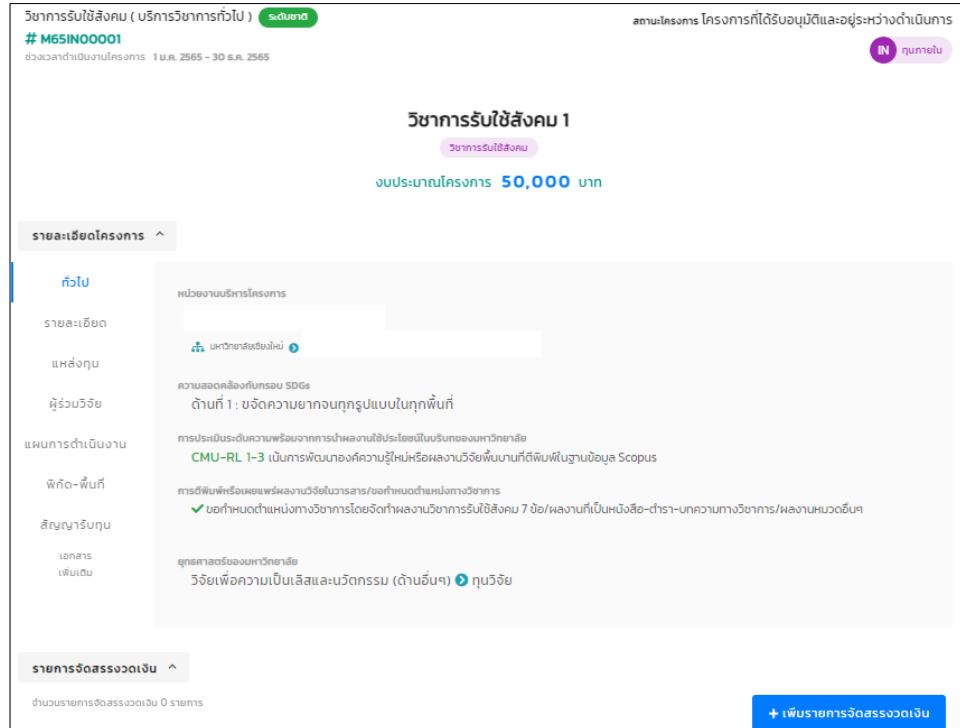 วิชาการรับใช้สังคม ( บริการวิชาการทั่วไป ) ระดับชาติ
สถานะโครงการ โครงการที่ได้รับอนุมัติและอยู่ระหว่างดำเนินการ
# M65IN00001
ช่วงเวลาดำเนินงานโครงการ 1 ม.ค. 2565 - 30 ธ.ค. 2565
IN ทุนภายใน
วิชาการรับใช้สังคม 1
วิชาการรับใช้สังคม
งบประมาณโครงการ 50,000 บาท
รายละเอียดโครงการ
ทั่วไป
รายละเอียด
แหล่งทุน
ผู้ร่วมวิจัย
แผนการดำเนินงาน
พิกัด-พื้นที่
สัญญารับทุน
เอกสาร
เพิ่มเติม
หน่วยงานบริหารโครงการ
มหาวิทยาลัยเชียงใหม่
ความสอดคล้องกับกรอบ SDGs
ด้านที่ 1 : ขจัดความยากจนทุกรูปแบบในทุกพื้นที่
การประเมินระดับความพร้อมจากการนำผลงานใช้ประโยชน์ในบริบทของมหาวิทยาลัย
CMU-RL 1-3 เน้นการพัฒนาองค์ความรู้ใหม่หรือผลงานวิจัยพื้นบานที่ตีพิมพ์ในฐานข้อมูล Scopus
การตีพิมพ์หรือเผยแพร่ผลงานวิจัยในวารสาร/ขอกำหนดตำแหน่งทางวิชาการ
ขอกำหนดตำแหน่งทางวิชาการโดยจัดทำผลงานวิชาการรับใช้สังคม 7 ข้อ/ผลงานที่เป็นหนังสือ-ตำรา-บทความทางวิชาการ/ผลงานหมวดอื่นๆ
ยุทธศาสตร์ของมหาวิทยาลัย
วิจัยเพื่อความเป็นเลิสและนวัตกรรม (ด้านอื่นๆ) ทุนวิจัย
รายการจัดสรรงวดเงิน
จำนวนรายการจัดสรรงวดเงิน 0 รายการ
+ เพิ่มรายการจัดสรรงวดเงิน